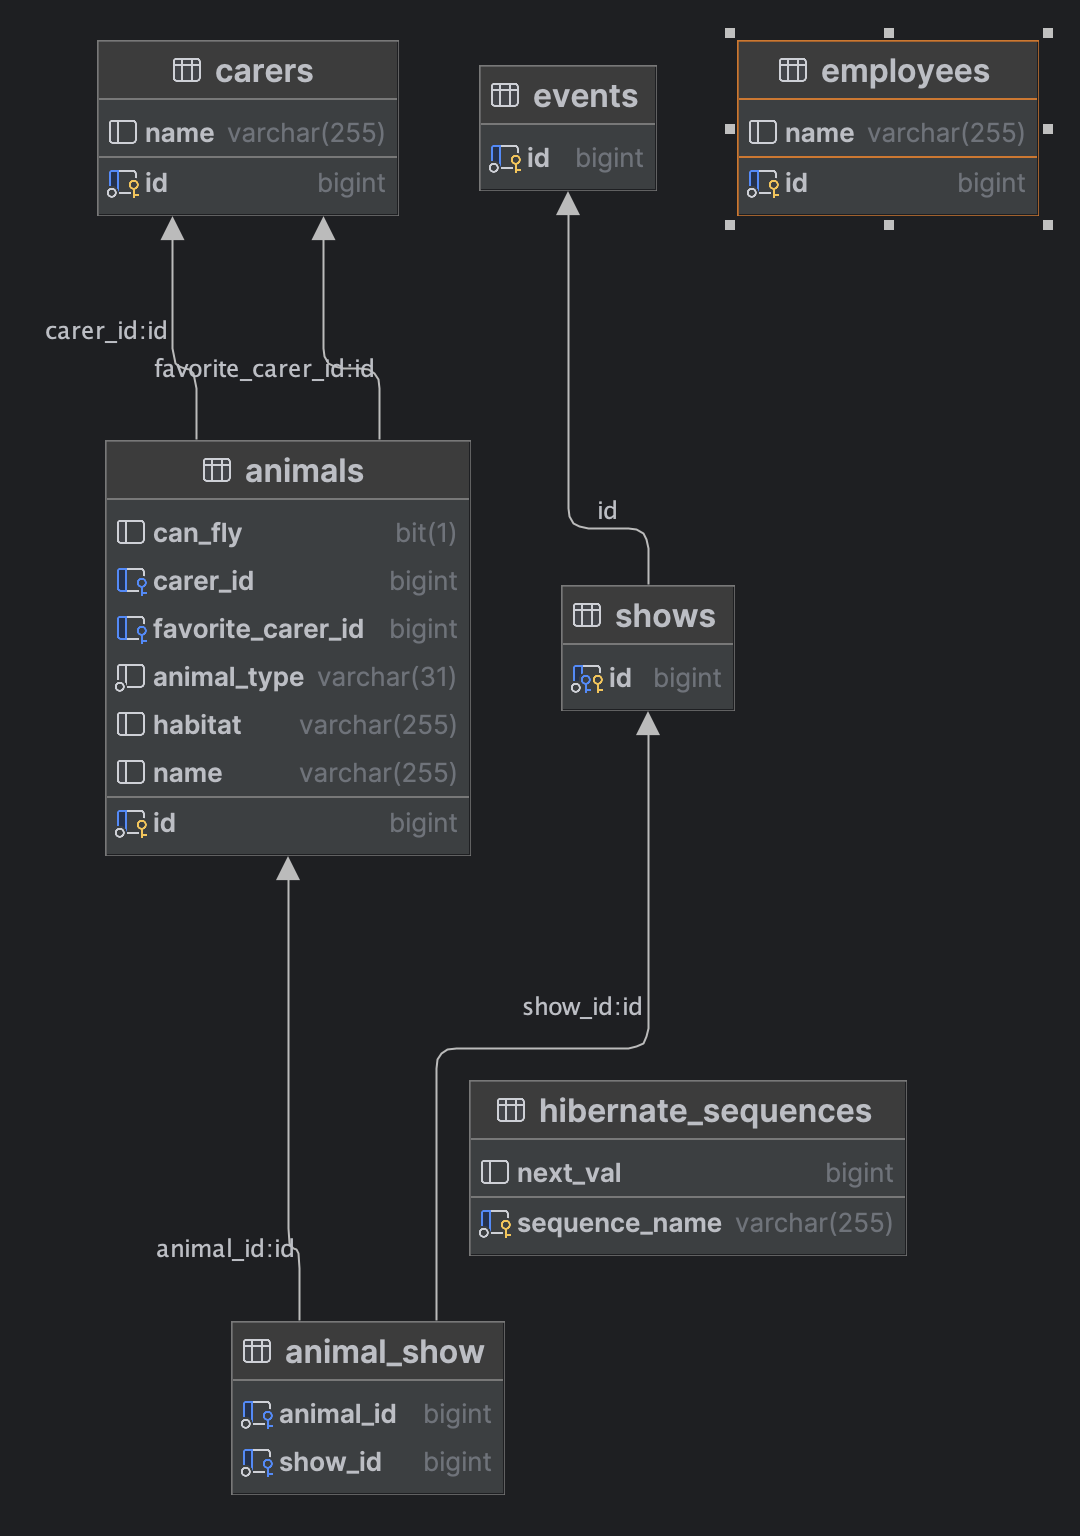 carers
name varchar(255)
id bigint
events
id bigint
employees
name varchar(255)
id bigint
carer_id:id
favorite_carer_id:id
animals
can_fly bit(1)
carer_id bigint
favorite_carer_id bigint
animal_type varchar(31)
habitat varchar(255)
name varchar(255)
id bigint
id
shows
id bigint
show_id:id
hibernate_sequences
next_val bigint
sequence_name varchar(255)
animal_id:id
animal_show
animal_id bigint
show_id bigint